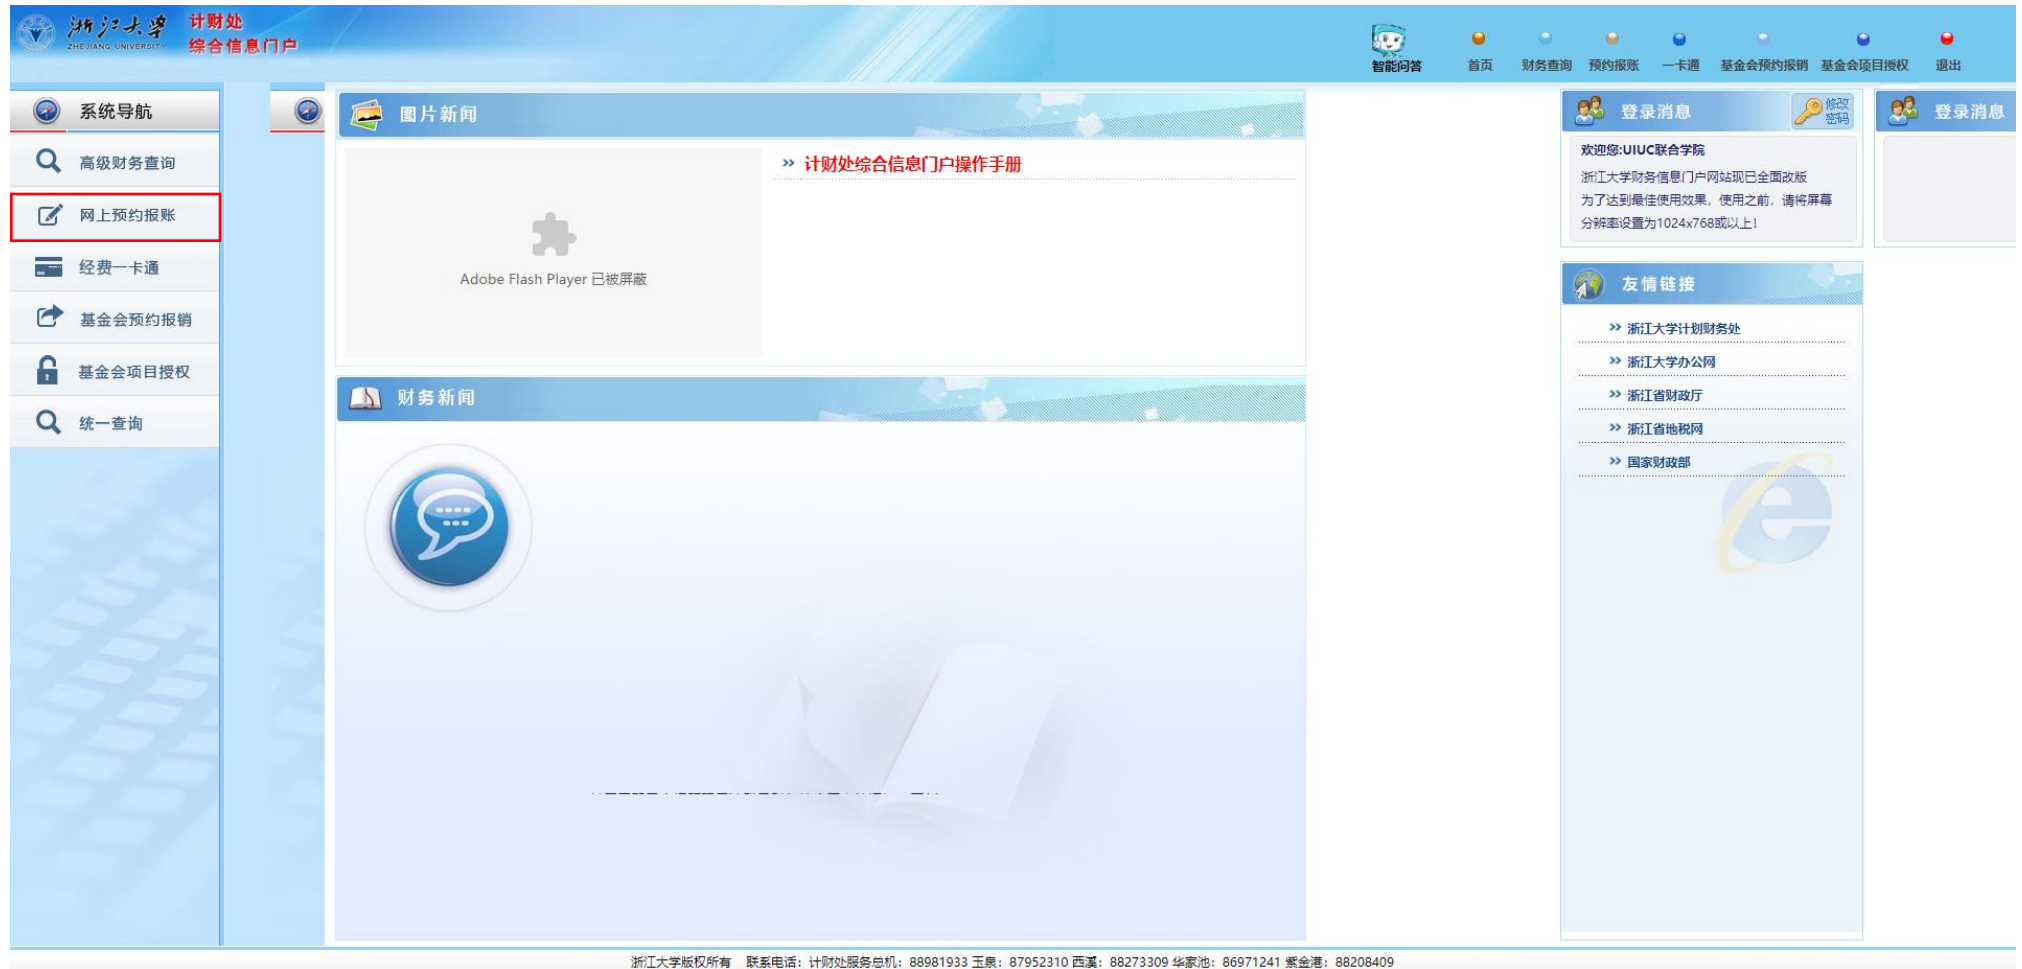 浙江大学
ZHEJIANG UNIVERSITY
计财处
综合信息门户
智能问答
首页
财务查询
预约报账
一卡通
基金会预约报销
基金会项目授权
退出
系统导航
高级财务查询
网上预约报账
经费一卡通
基金会预约报销
基金会项目授权
统一查询
图片新闻
Adobe Flash Player 已被屏蔽
›› 计财处综合信息门户操作手册
财务新闻
登录消息
修改
密码
欢迎您:UIUC联合学院
浙江大学财务信息门户网站现已全面改版
为了达到最佳使用效果，使用之前，请将屏幕
分辨率设置为1024x768或以上!
登录消息
友情链接
›› 浙江大学计划财务处
›› 浙江大学办公网
›› 浙江省财政厅
›› 浙江省地税网
›› 国家财政部
浙江大学版权所有 联系电话：计财处服务总机：88981933 玉泉：87952310 西溪：88273309 华家池：86971241 紫金港：88208409